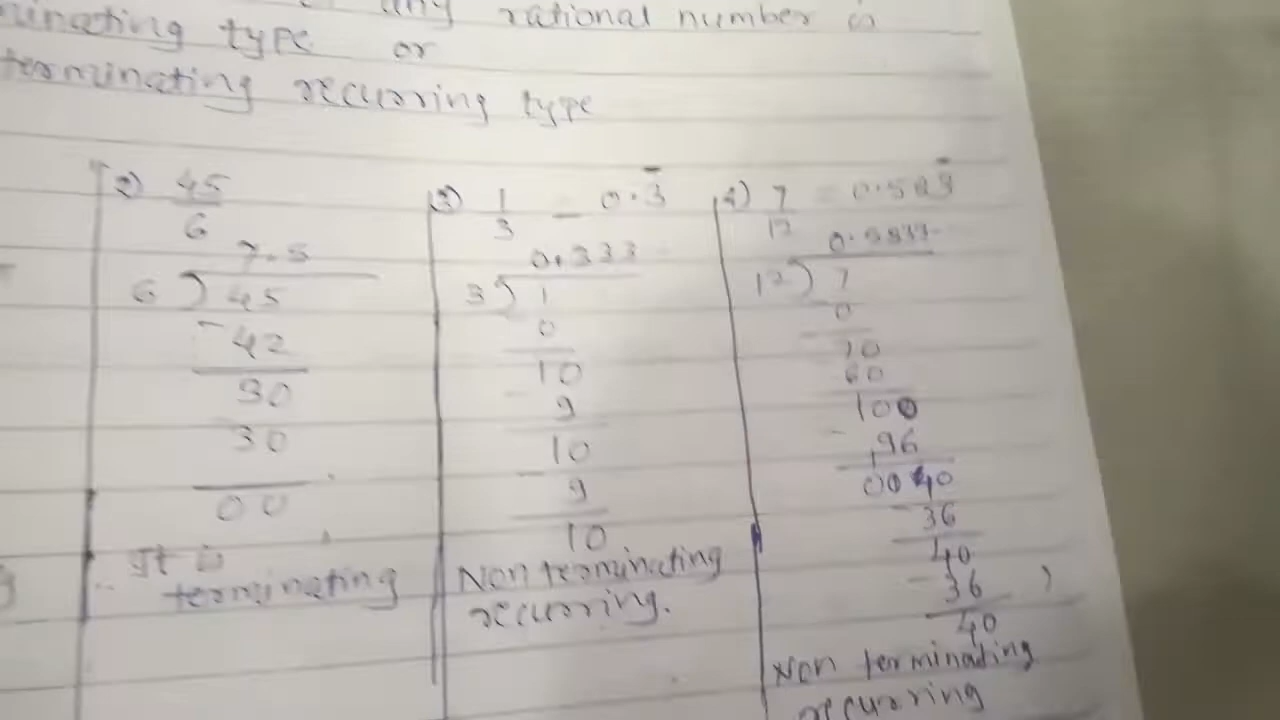 any rational number is
minating type or
terminating recurring type
2) 45
6
7.5
6 ) 45
- 42
30
30
00
It is
terminating
3) 1 - 0.3̄
3
0.333
3 ) 1
0
10
- 9
10
- 9
10
Non terminating
recurring.
4) 7 = 0.583̄
12
0.5833
12 ) 7
- 0
70
60
100
- 96
0040
- 36
40
- 36
40
Non terminating
recurring